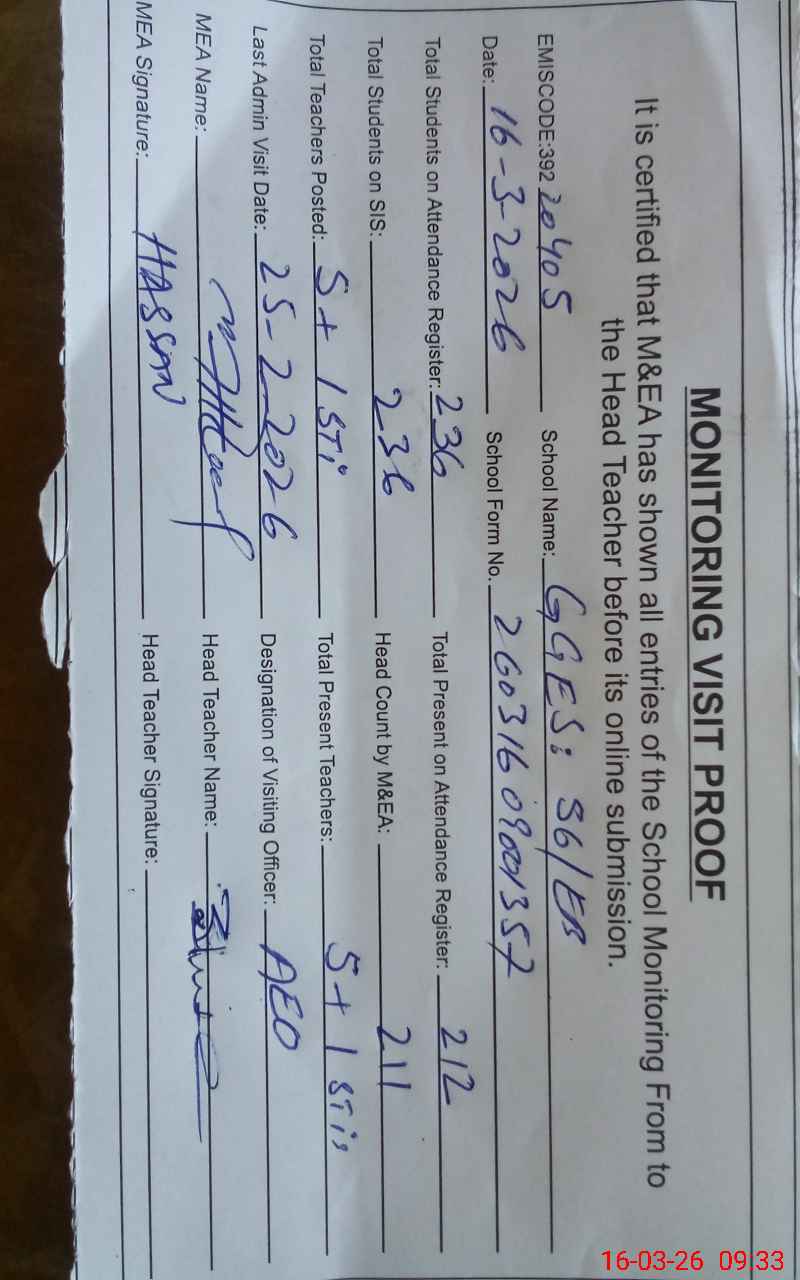 MONITORING VISIT PROOF
It is certified that M&EA has shown all entries of the School Monitoring From to
the Head Teacher before its online submission.
EMISCODE:392 20405 School Name: GGES: 56/EB
Date: 16-3-2026 School Form No. 260316 09001357
Total Students on Attendance Register: 236 Total Present on Attendance Register: 212
Total Students on SIS: 236 Head Count by M&EA: 211
Total Teachers Posted: 5+1 STi Total Present Teachers: 5+1 STis
Last Admin Visit Date: 25-2-2026 Designation of Visiting Officer: AEO
MEA Name: Head Teacher Name:
MEA Signature: HASSAN Head Teacher Signature:
16-03-26 09:33